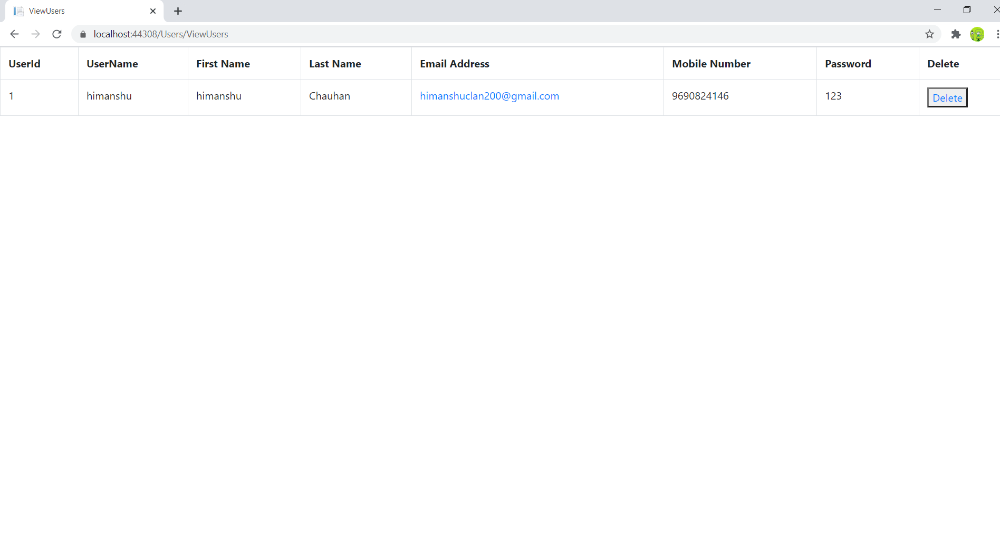 ViewUsers
localhost:44308/Users/ViewUsers
UserId UserName First Name Last Name Email Address Mobile Number Password Delete
1 himanshu himanshu Chauhan himanshuclan200@gmail.com 9690824146 123 Delete